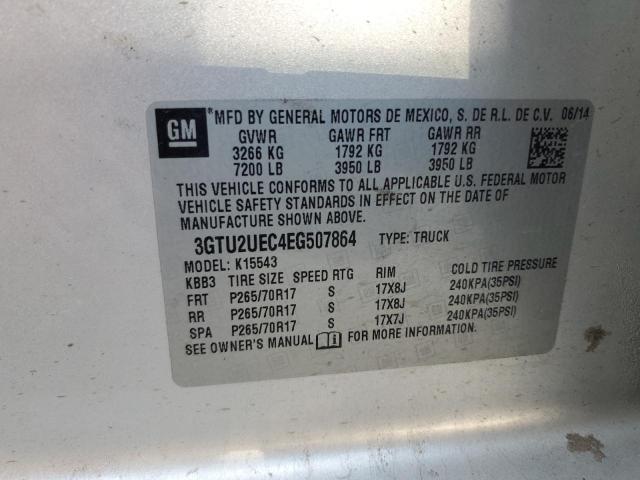 GM
*MFD BY GENERAL MOTORS DE MEXICO, S. DE R.L. DE C.V. 06/14
GVWR GAWR FRT GAWR RR
3266 KG 1792 KG 1792 KG
7200 LB 3950 LB 3950 LB
THIS VEHICLE CONFORMS TO ALL APPLICABLE U.S. FEDERAL MOTOR
VEHICLE SAFETY STANDARDS IN EFFECT ON THE DATE OF
MANUFACTURE SHOWN ABOVE.
3GTU2UEC4EG507864 TYPE: TRUCK
MODEL: K15543
KBB3 TIRE SIZE SPEED RTG RIM COLD TIRE PRESSURE
FRT P265/70R17 S 17X8J 240KPA(35PSI)
RR P265/70R17 S 17X8J 240KPA(35PSI)
SPA P265/70R17 S 17X7J 240KPA(35PSI)
SEE OWNER'S MANUAL FOR MORE INFORMATION.